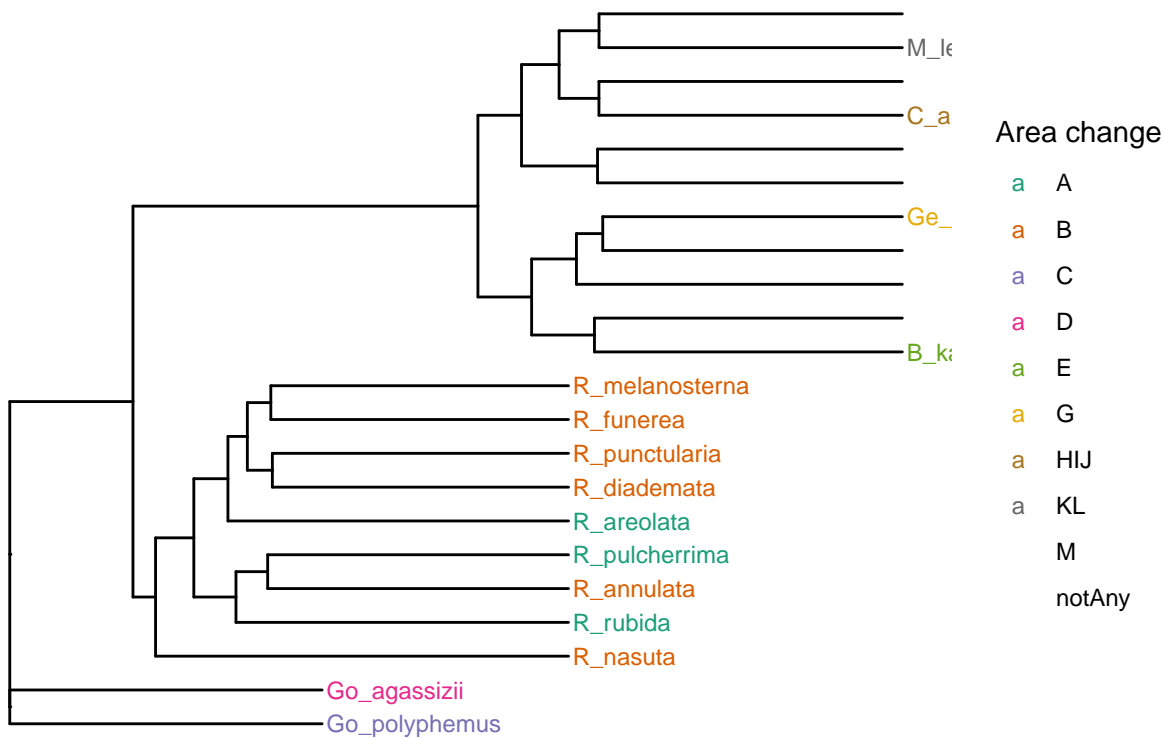 M_le
C_a
Area change
a A
Ge_
a B
a C
a D
B_ka
a E
R_melanosterna
a G
R_funerea
R_punctularia
a HIJ
R_diademata
a KL
R_areolata
R_pulcherrima
M
R_annulata
notAny
R_rubida
R_nasuta
Go_agassizii
Go_polyphemus